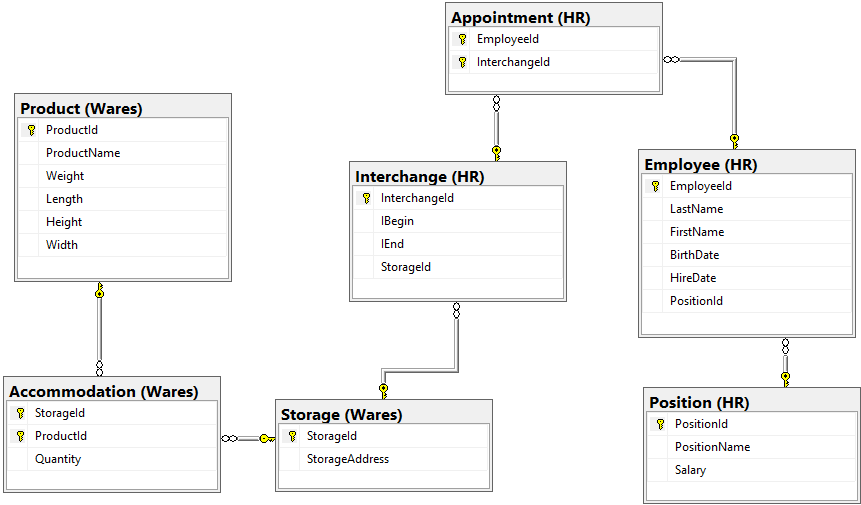 Appointment (HR)
EmployeeId
InterchangeId
Product (Wares)
ProductId
ProductName
Weight
Length
Height
Width
Interchange (HR)
InterchangeId
IBegin
IEnd
StorageId
Employee (HR)
EmployeeId
LastName
FirstName
BirthDate
HireDate
PositionId
Accommodation (Wares)
StorageId
ProductId
Quantity
Storage (Wares)
StorageId
StorageAddress
Position (HR)
PositionId
PositionName
Salary